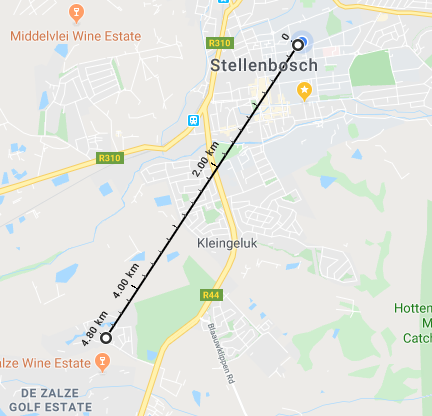 Middelvlei Wine Estate
R310
0
Stellenbosch
2.00 km
R310
Kleingeluk
4.00 km
R44
4.80 km
Blaauwklippen Rd
Hotten
M
Catch
alze Wine Estate
DE ZALZE
GOLF ESTATE